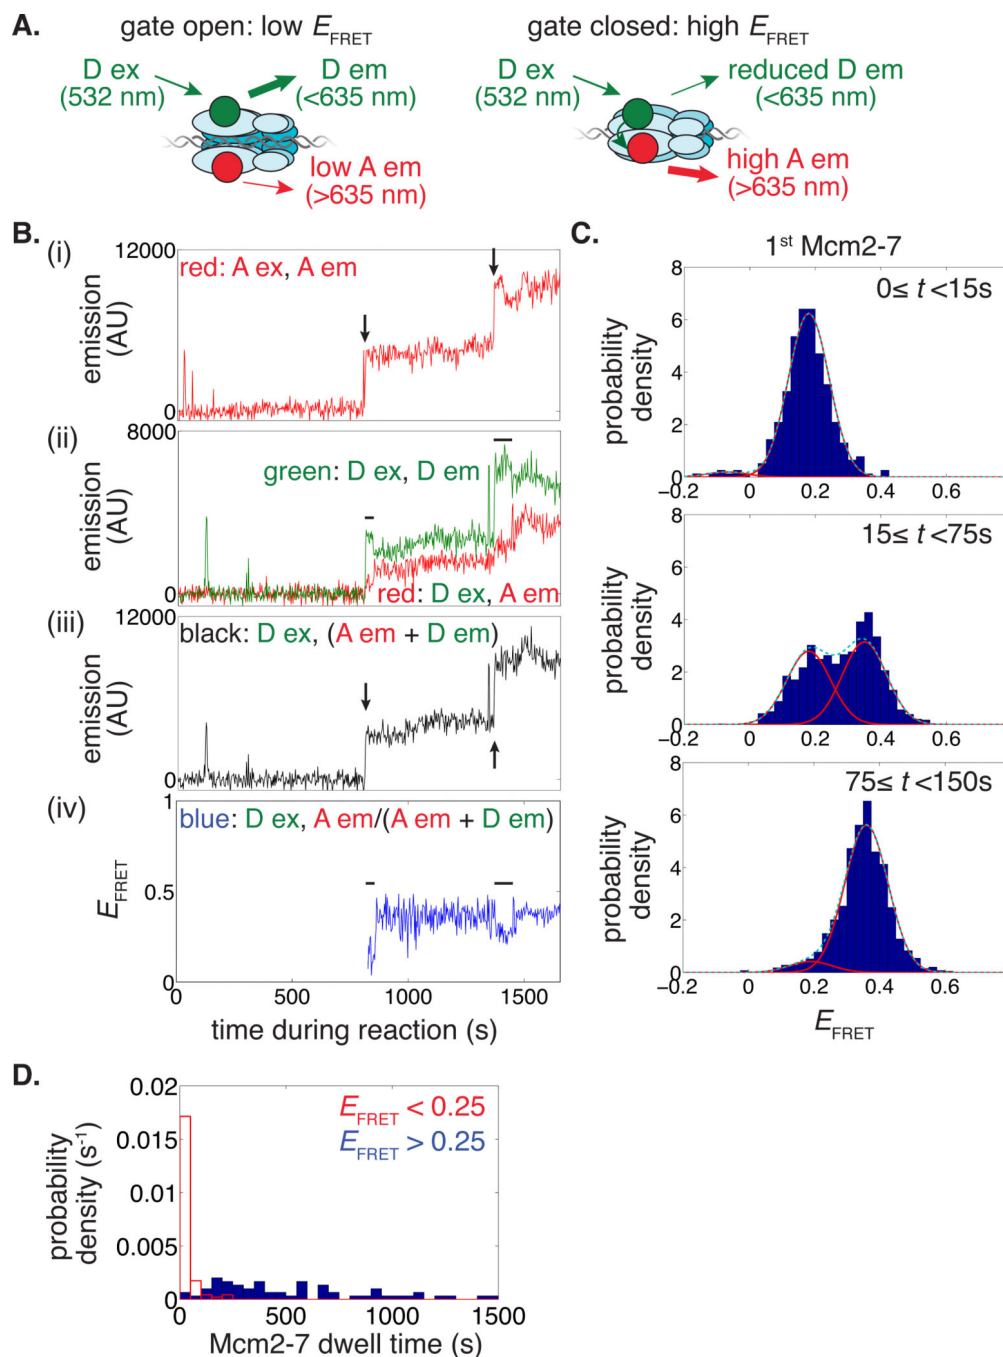 A.
gate open: low E_FRET
gate closed: high E_FRET
D ex
(532 nm)
D em
(<635 nm)
low A em
(>635 nm)
D ex
(532 nm)
reduced D em
(<635 nm)
high A em
(>635 nm)
B.
(i)
12000
0
emission
(AU)
red: A ex, A em
(ii)
8000
0
emission
(AU)
green: D ex, D em
red: D ex, A em
(iii)
12000
0
emission
(AU)
black: D ex, (A em + D em)
(iv)
1
0.5
0
E_FRET
blue: D ex, A em/(A em + D em)
0 500 1000 1500
time during reaction (s)
C.
1st Mcm2-7
0≤ t <15s
8
6
4
2
0
probability
density
-0.2 0 0.2 0.4 0.6
15≤ t <75s
8
6
4
2
0
probability
density
-0.2 0 0.2 0.4 0.6
75≤ t <150s
8
6
4
2
0
probability
density
-0.2 0 0.2 0.4 0.6
E_FRET
D.
0.02
0.015
0.01
0.005
0
probability
density (s-1)
E_FRET < 0.25
E_FRET > 0.25
0 500 1000 1500
Mcm2-7 dwell time (s)